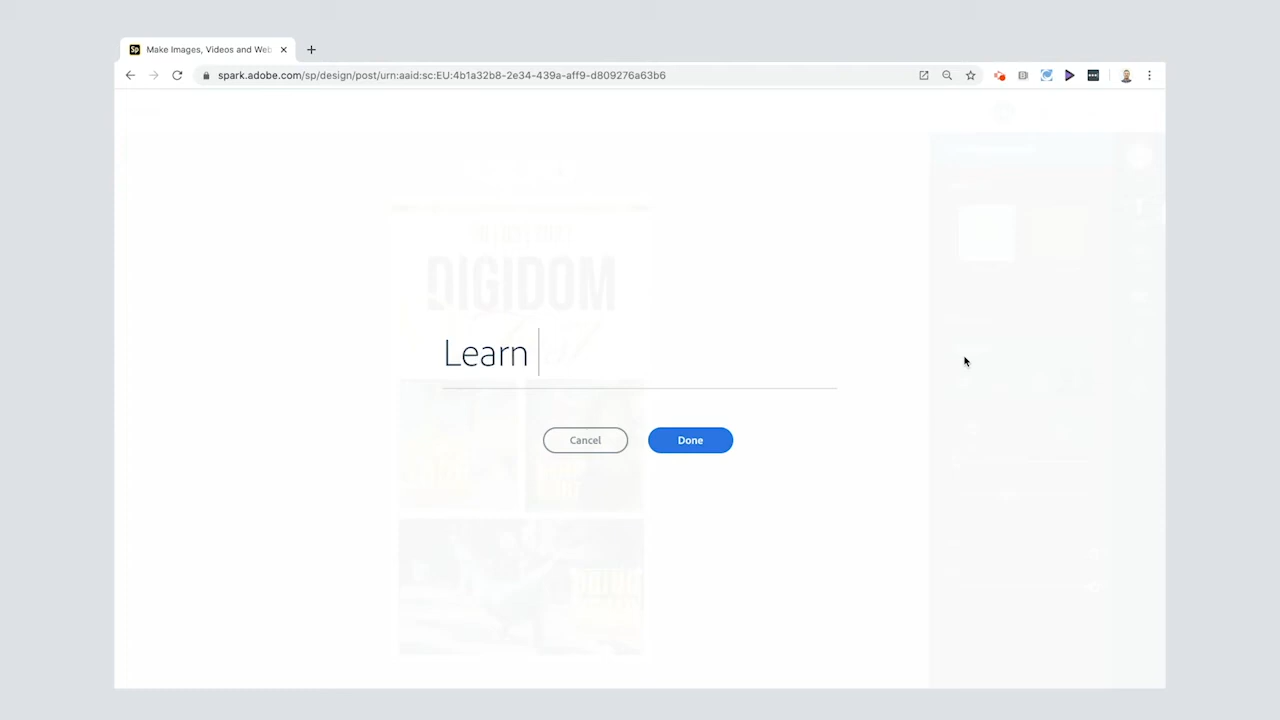 Sp Make Images, Videos and Web
spark.adobe.com/sp/design/post/urn:aaid:sc:EU:4b1a32b8-2e34-439a-aff9-d809276a63b6
DIGIDOM
Learn
Cancel
Done